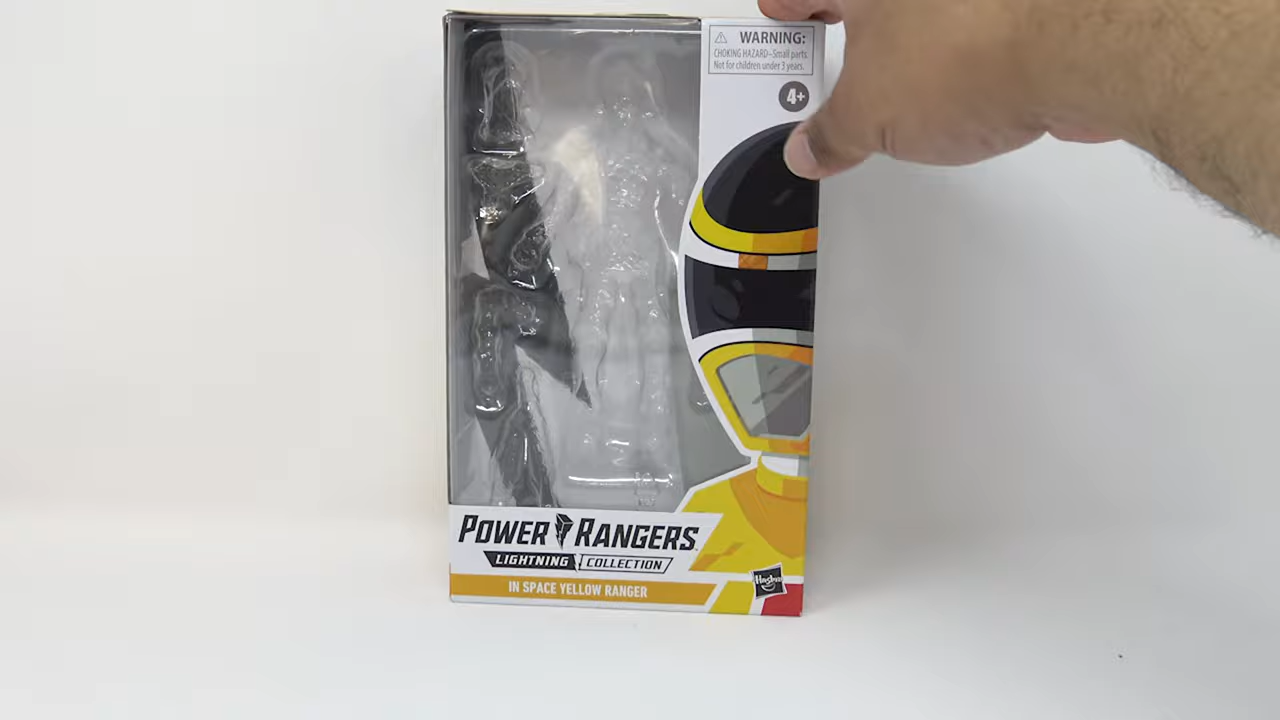 WARNING:
CHOKING HAZARD–Small parts.
Not for children under 3 years.
4+
POWER RANGERS
LIGHTNING COLLECTION
IN SPACE YELLOW RANGER
Hasbro